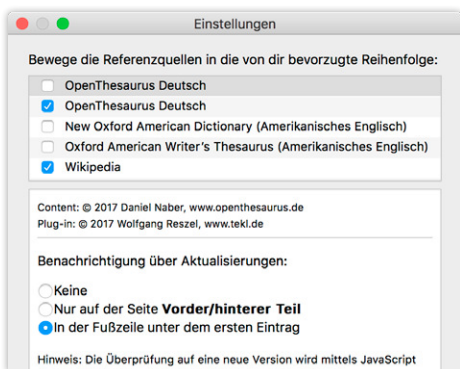 Einstellungen
Bewege die Referenzquellen in die von dir bevorzugte Reihenfolge:
OpenThesaurus Deutsch
OpenThesaurus Deutsch
New Oxford American Dictionary (Amerikanisches Englisch)
Oxford American Writer's Thesaurus (Amerikanisches Englisch)
Wikipedia
Content: © 2017 Daniel Naber, www.openthesaurus.de
Plug-in: © 2017 Wolfgang Reszel, www.tekl.de
Benachrichtigung über Aktualisierungen:
Keine
Nur auf der Seite Vorder/hinterer Teil
In der Fußzeile unter dem ersten Eintrag
Hinweis: Die Überprüfung auf eine neue Version wird mittels JavaScript